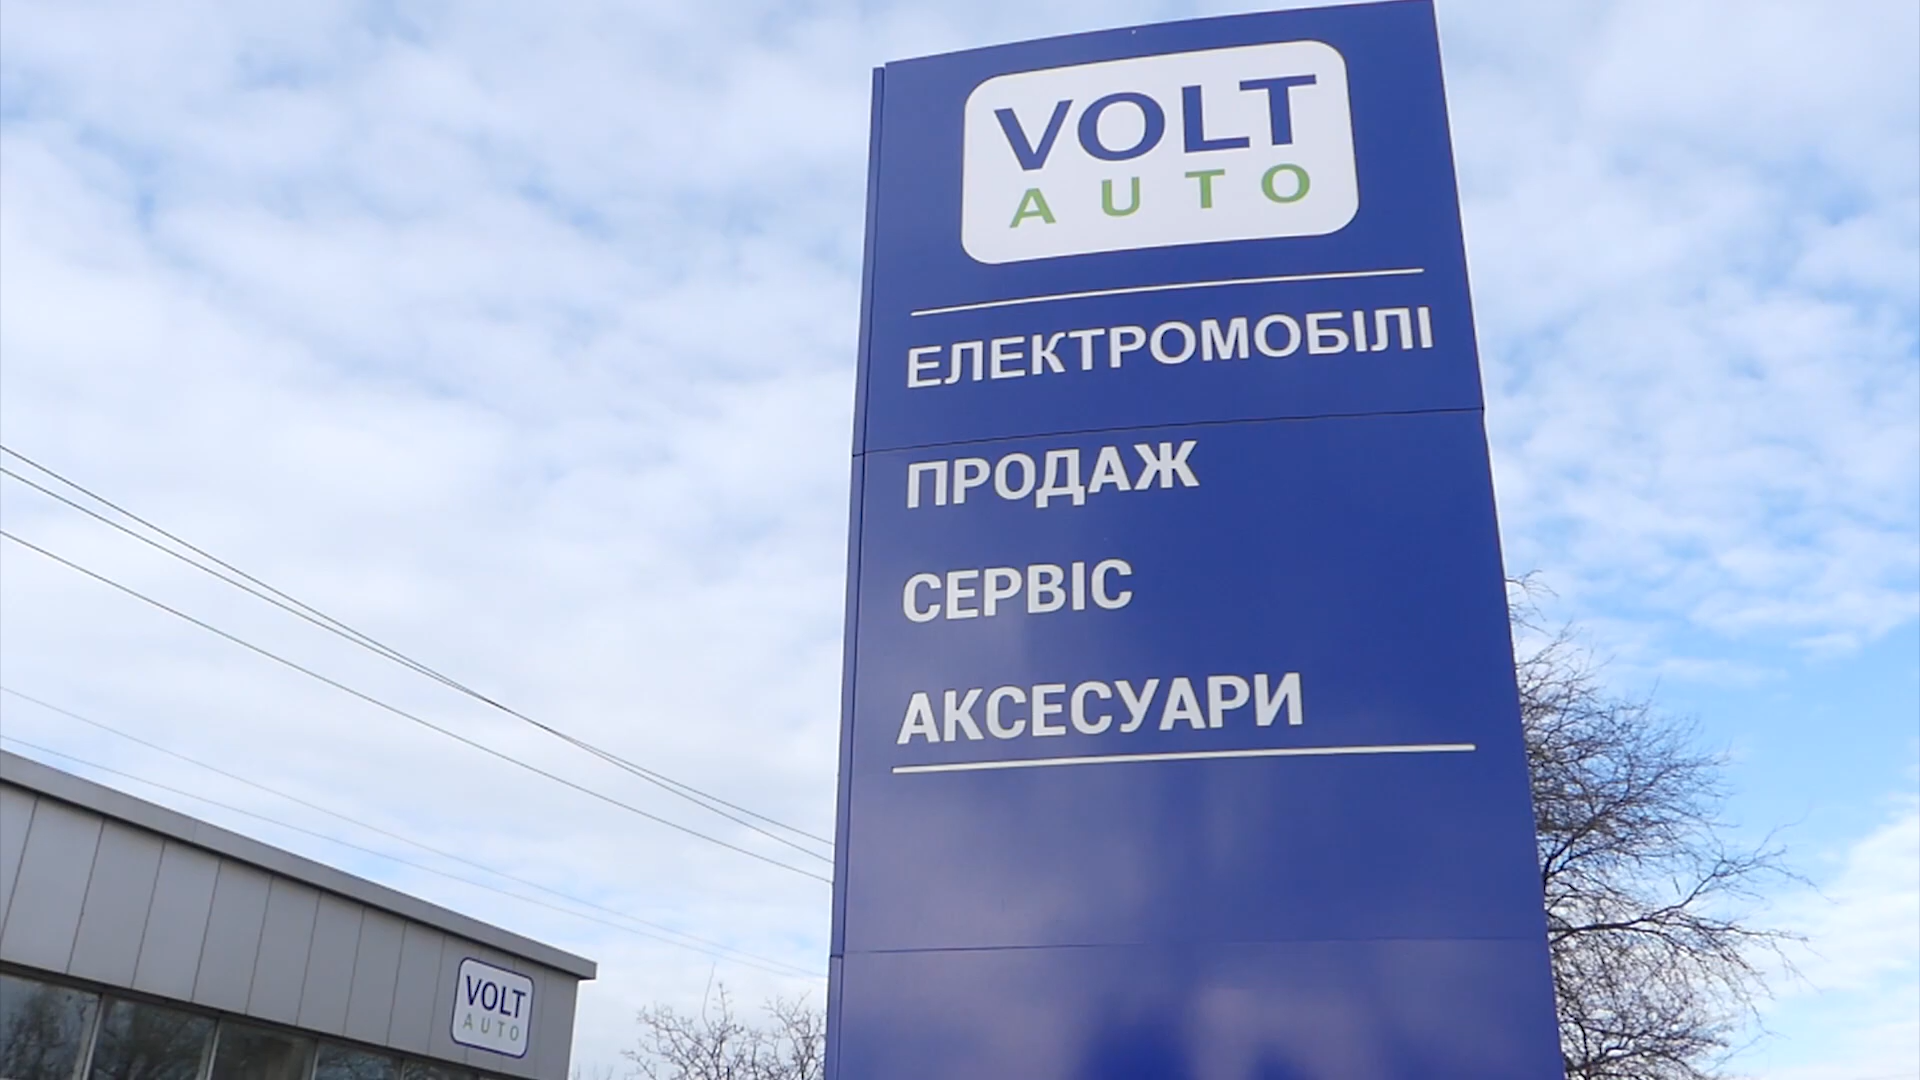 VOLT
AUTO
ЕЛЕКТРОМОБІЛІ
ПРОДАЖ
СЕРВІС
АКСЕСУАРИ
VOLT
AUTO